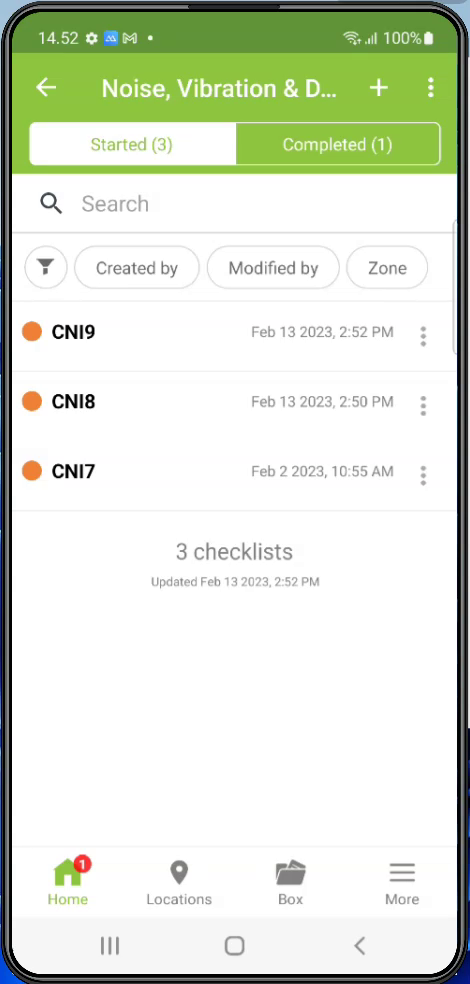 14.52 100%
Noise, Vibration & D...
Started (3) Completed (1)
Search
Created by Modified by Zone
CNI9 Feb 13 2023, 2:52 PM
CNI8 Feb 13 2023, 2:50 PM
CNI7 Feb 2 2023, 10:55 AM
3 checklists
Updated Feb 13 2023, 2:52 PM
1
Home Locations Box More